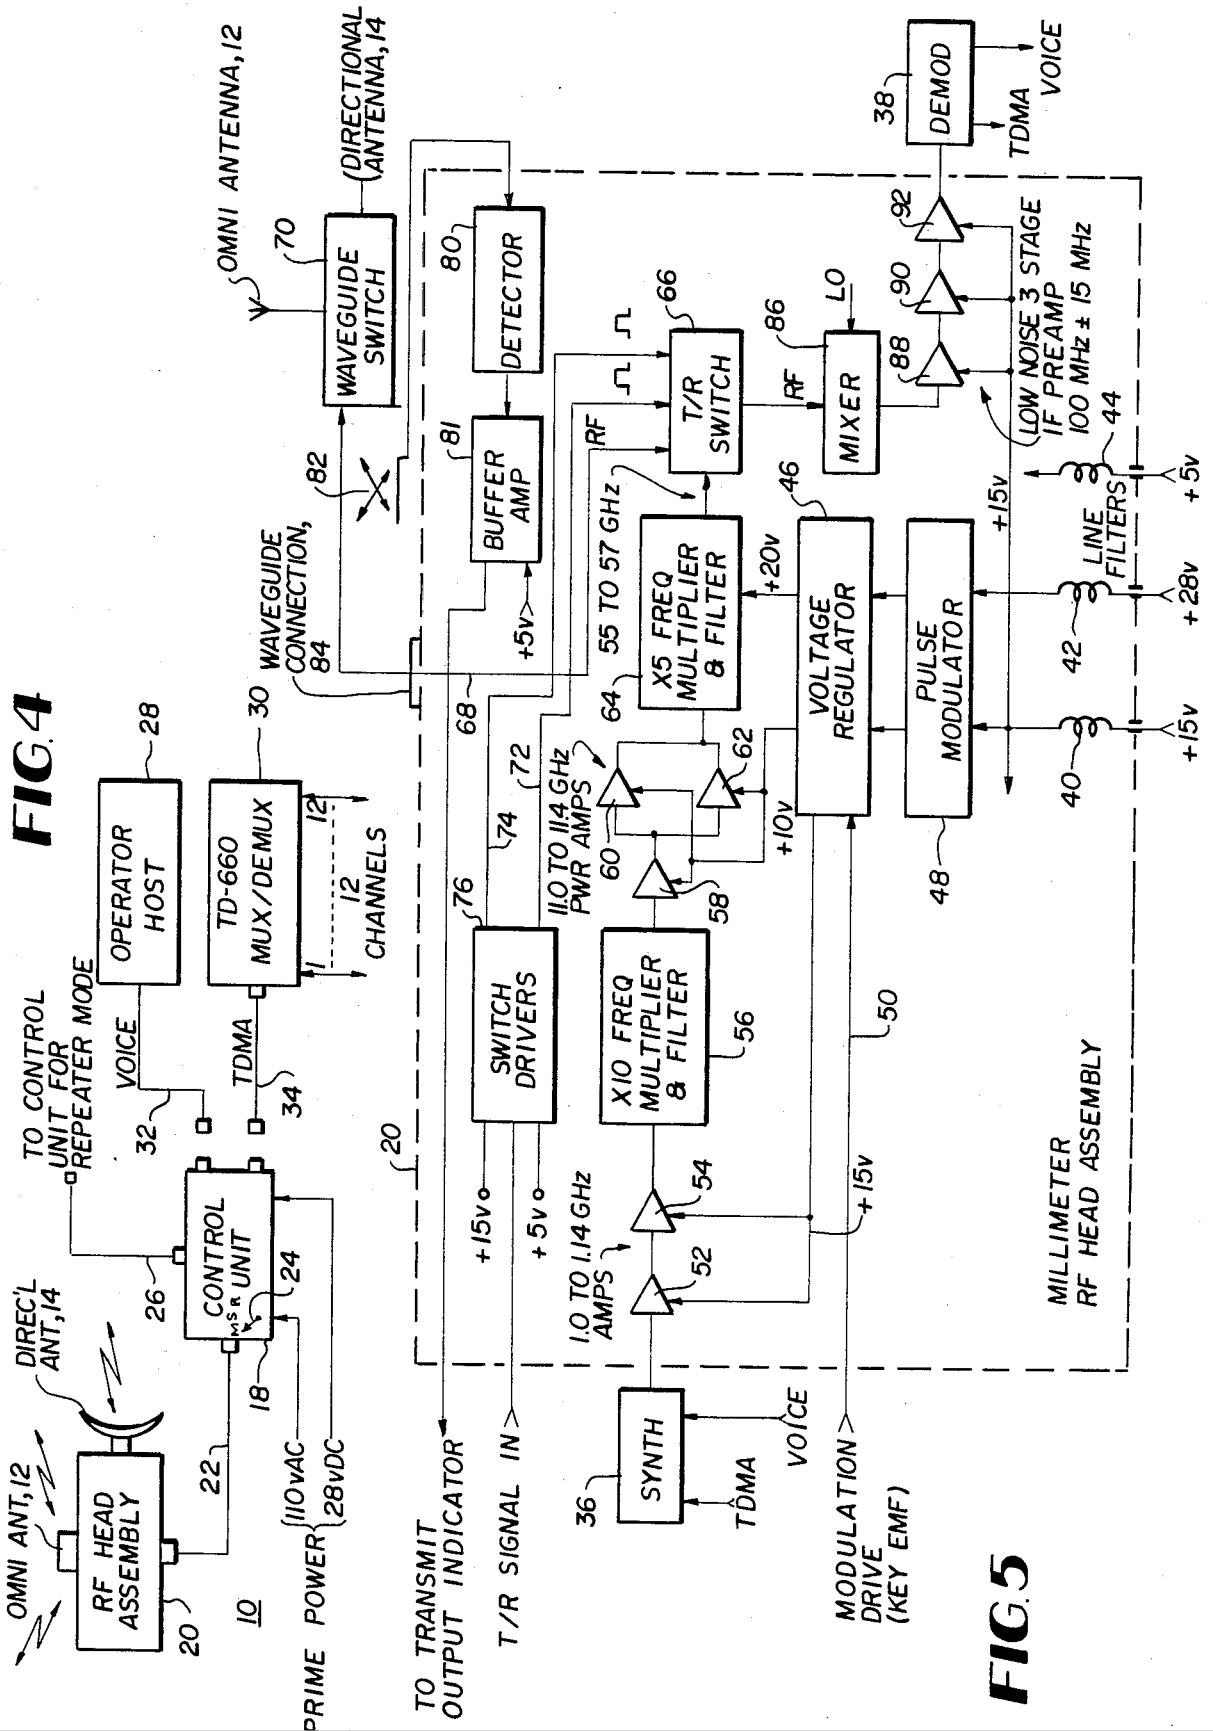 FIG.4
OMNI ANT,12
DIREC'L
ANT,14
RF HEAD
ASSEMBLY
20
10
22
18
CONTROL
UNIT
M S R
24
26
TO CONTROL
UNIT FOR
REPEATER MODE
PRIME POWER
110vAC
28vDC
VOICE
32
TDMA
34
OPERATOR
HOST
28
TD-660
MUX/DEMUX
30
1
12
12
CHANNELS
FIG.5
OMNI ANTENNA,12
DIRECTIONAL
ANTENNA,14
70
WAVEGUIDE
SWITCH
82
WAVEGUIDE
CONNECTION,
84
68
20
TO TRANSMIT
OUTPUT INDICATOR
T/R SIGNAL IN
+15v
+5v
SWITCH
DRIVERS
76
74
72
+5v
BUFFER
AMP
81
DETECTOR
80
RF
T/R
SWITCH
66
55 TO 57 GHz
36
SYNTH
TDMA
VOICE
1.0 TO 1.14 GHz
AMPS
52
54
X10 FREQ
MULTIPLIER
& FILTER
56
58
11.0 TO 11.4 GHz
PWR AMPS
60
62
64
X5 FREQ
MULTIPLIER
& FILTER
+20v
+10v
RF
MIXER
86
LO
VOLTAGE
REGULATOR
46
PULSE
MODULATOR
48
+15v
50
MODULATION
DRIVE
(KEY EMF)
88
90
92
38
DEMOD
TDMA
VOICE
LOW NOISE 3 STAGE
IF PREAMP
100 MHz ± 15 MHz
+15v
40
42
LINE
FILTERS
44
+15v
+28v
+5v
MILLIMETER
RF HEAD ASSEMBLY